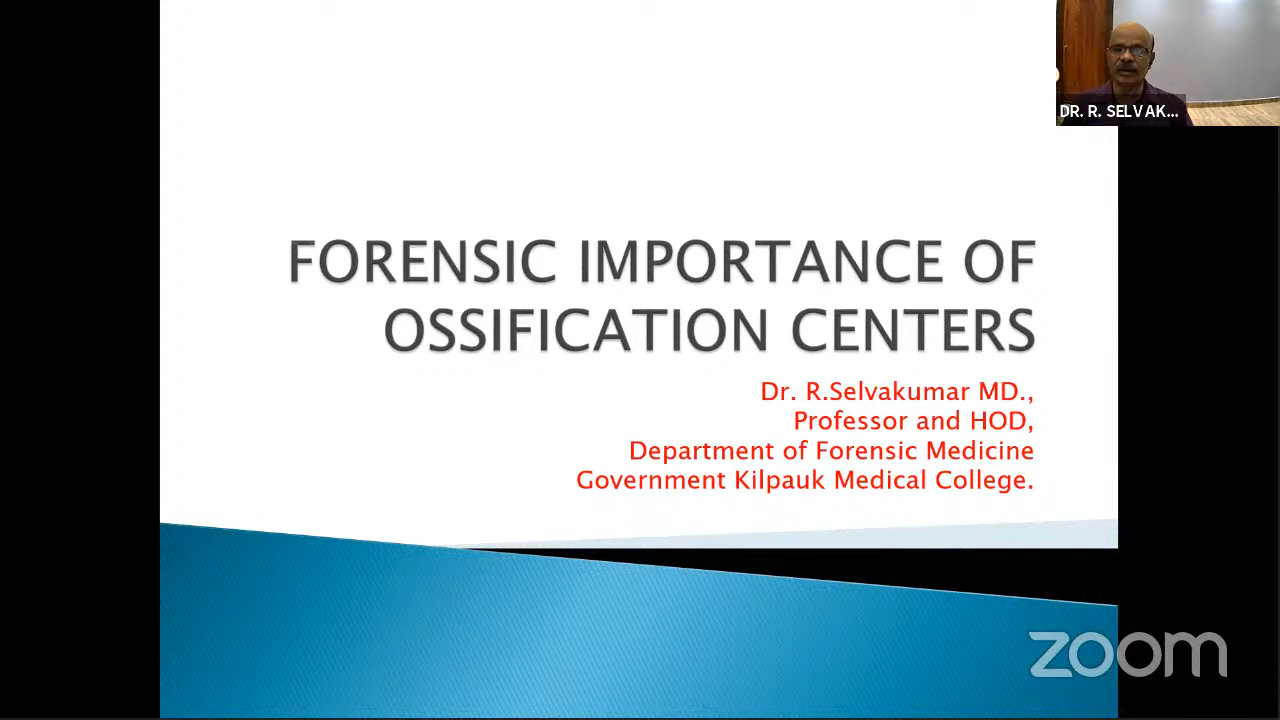 DR. R. SELVAK...
FORENSIC IMPORTANCE OF
OSSIFICATION CENTERS
Dr. R.Selvakumar MD.,
Professor and HOD,
Department of Forensic Medicine
Government Kilpauk Medical College.
zoom